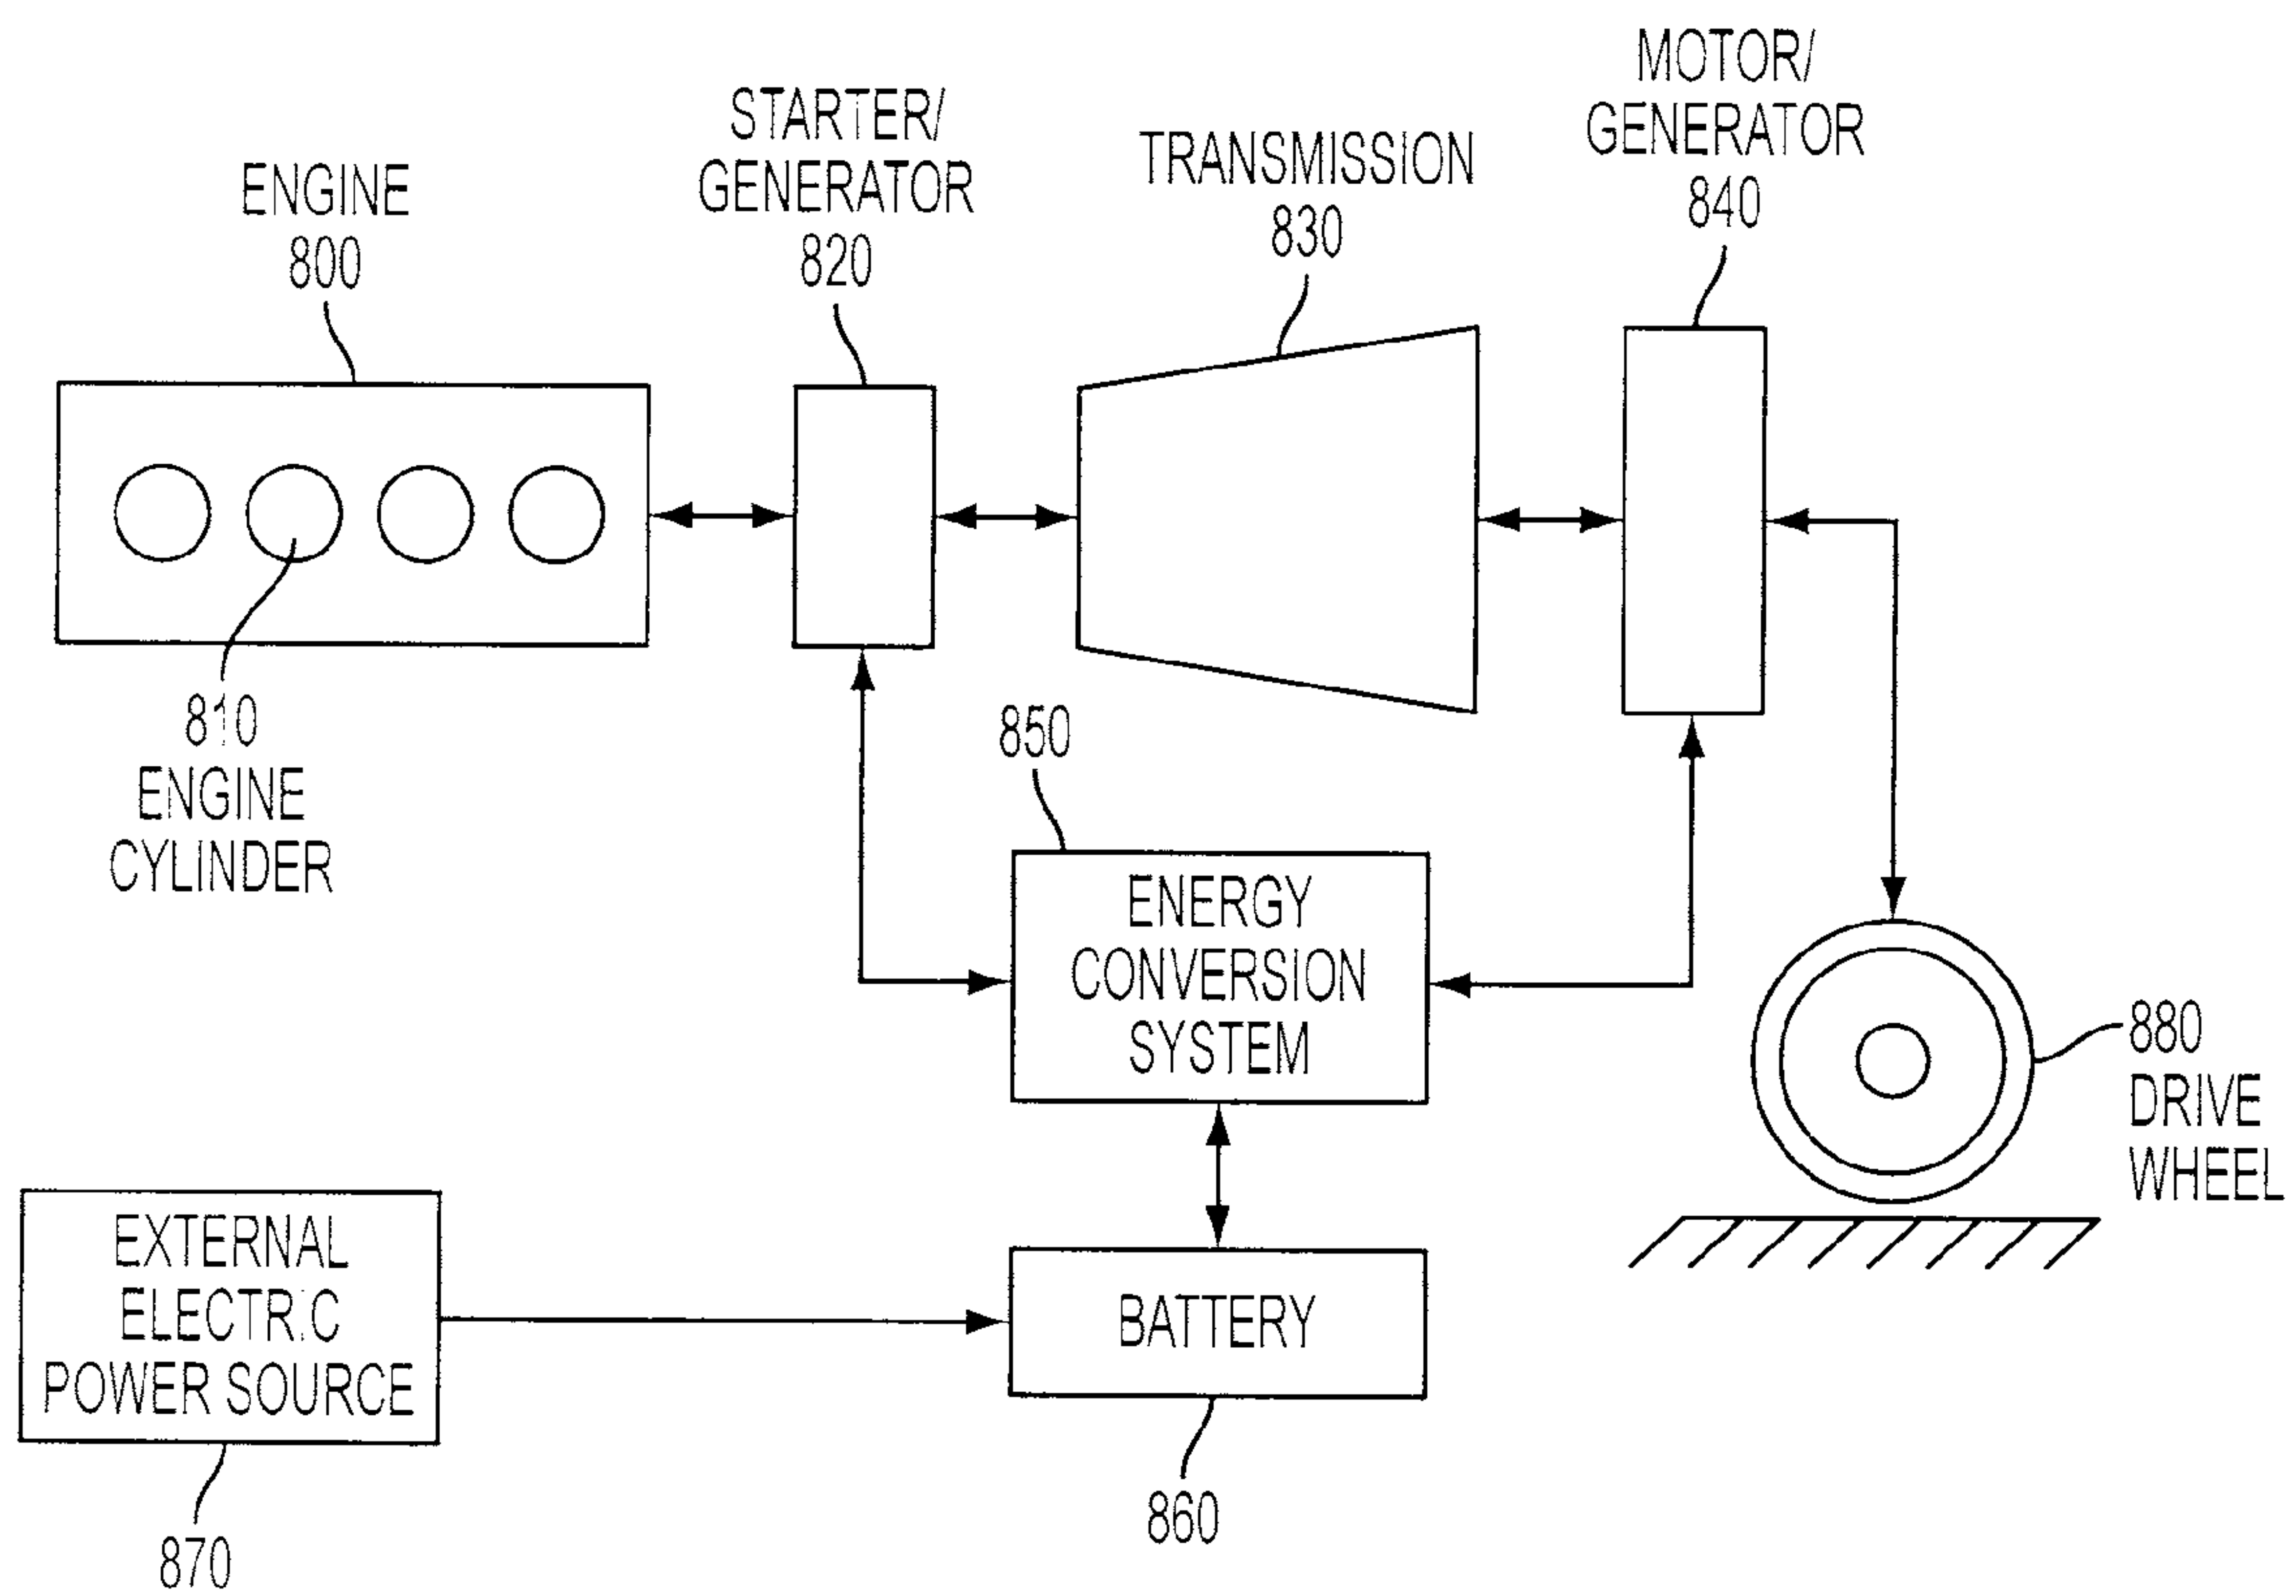 ENGINE
800
STARTER/
GENERATOR
820
TRANSMISSION
830
MOTOR/
GENERATOR
840
810
ENGINE
CYLINDER
850
ENERGY
CONVERSION
SYSTEM
880
DRIVE
WHEEL
EXTERNAL
ELECTRIC
POWER SOURCE
870
BATTERY
860